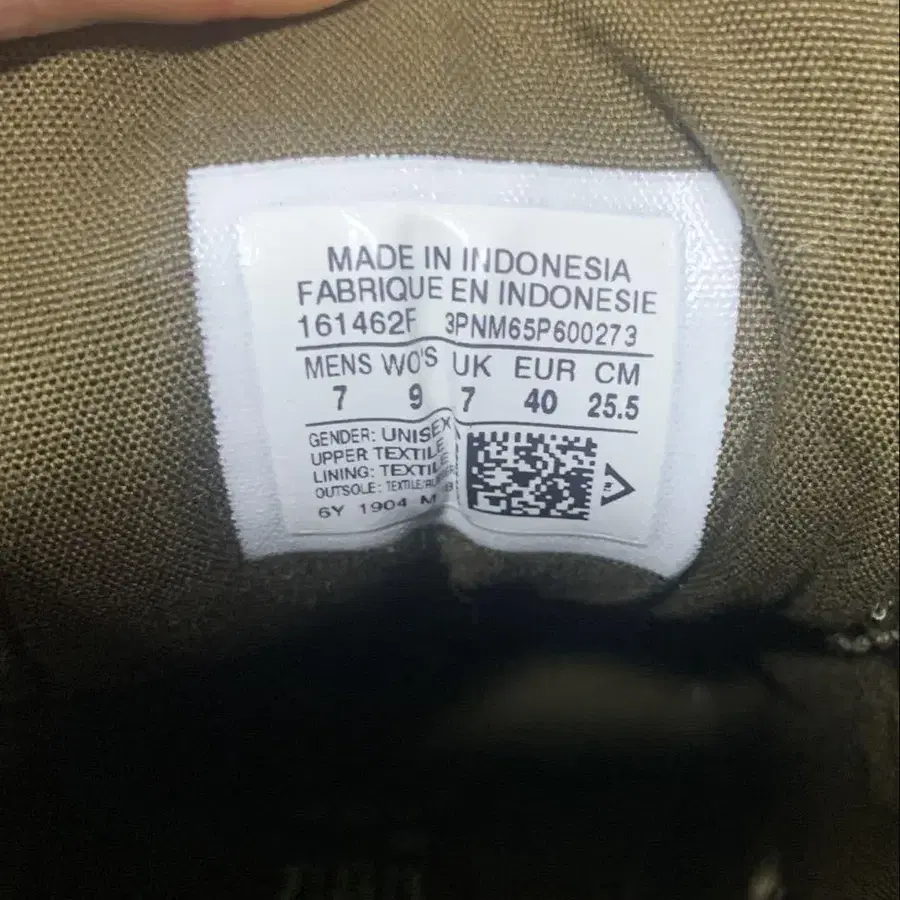 MADE IN INDONESIA
FABRIQUE EN INDONESIE
161462F 3PNM65P600273
MENS WO'S UK EUR CM
7 9 7 40 25.5
GENDER: UNISEX
UPPER TEXTILE
LINING: TEXTILE
OUTSOLE: TEXTILE/
6Y 1904 M